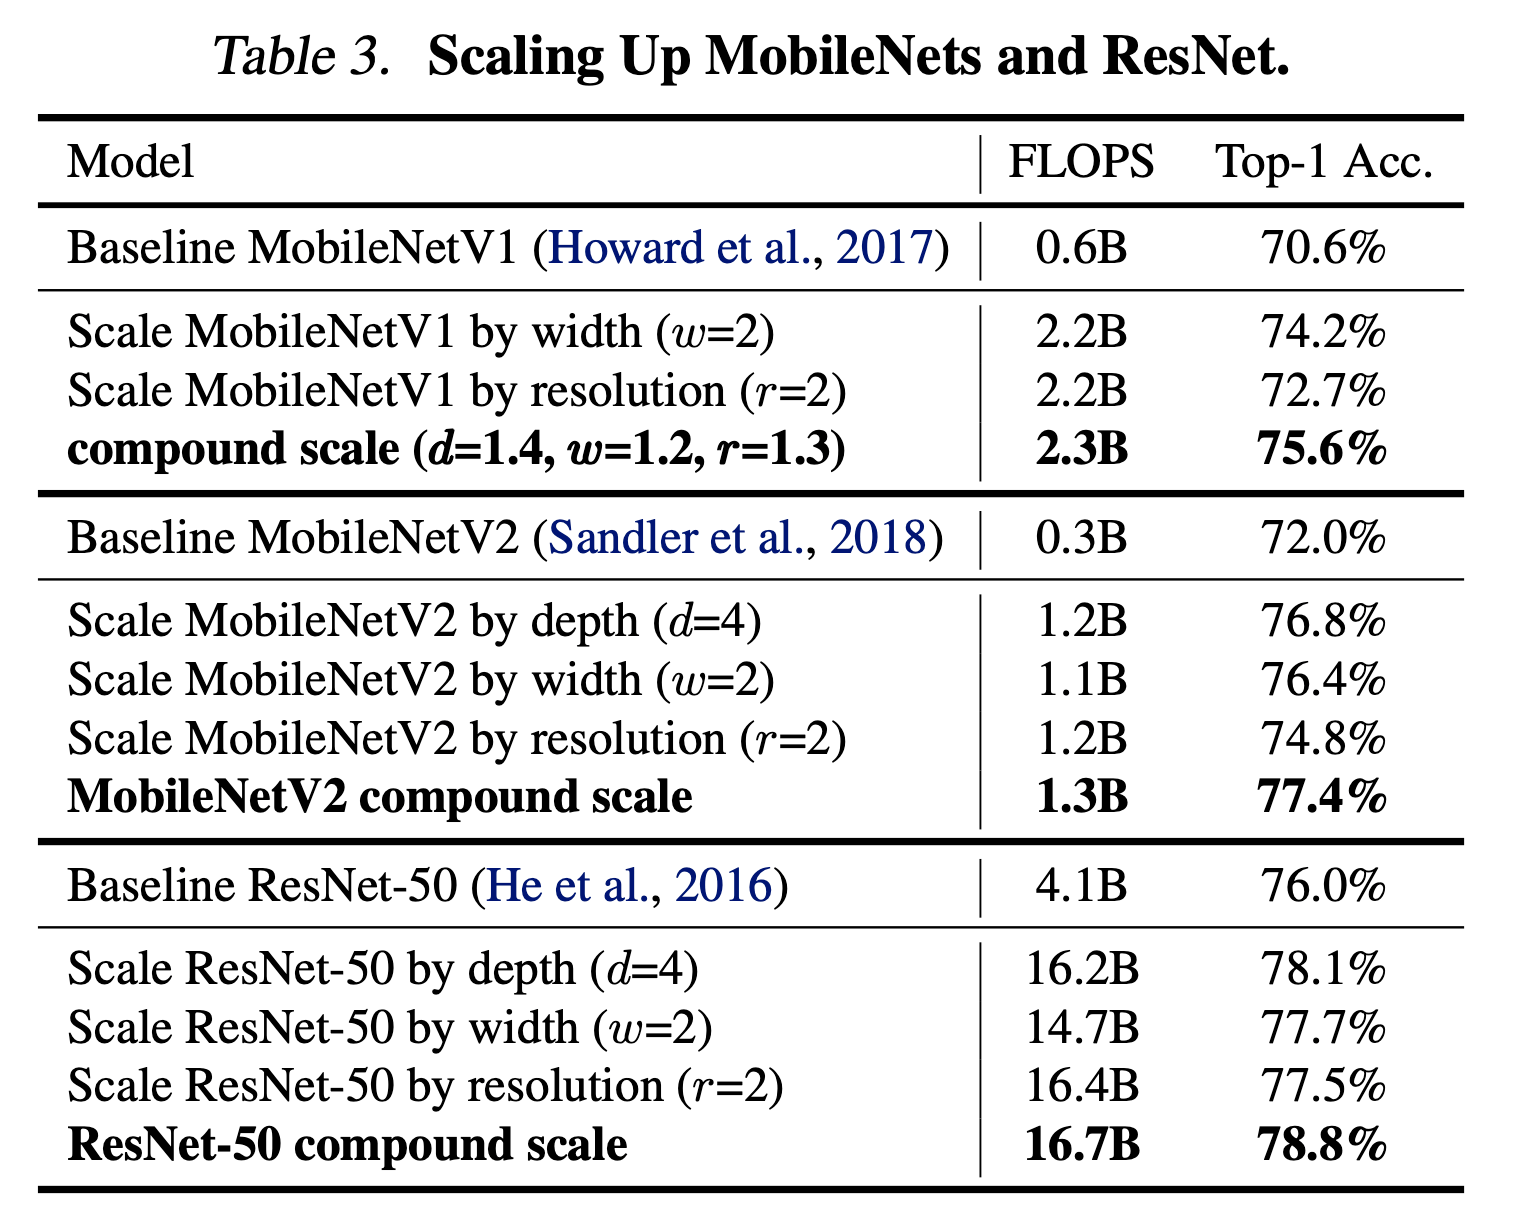 Table 3. Scaling Up MobileNets and ResNet.
Model FLOPS Top-1 Acc.
Baseline MobileNetV1 (Howard et al., 2017) 0.6B 70.6%
Scale MobileNetV1 by width (w=2) 2.2B 74.2%
Scale MobileNetV1 by resolution (r=2) 2.2B 72.7%
compound scale (d=1.4, w=1.2, r=1.3) 2.3B 75.6%
Baseline MobileNetV2 (Sandler et al., 2018) 0.3B 72.0%
Scale MobileNetV2 by depth (d=4) 1.2B 76.8%
Scale MobileNetV2 by width (w=2) 1.1B 76.4%
Scale MobileNetV2 by resolution (r=2) 1.2B 74.8%
MobileNetV2 compound scale 1.3B 77.4%
Baseline ResNet-50 (He et al., 2016) 4.1B 76.0%
Scale ResNet-50 by depth (d=4) 16.2B 78.1%
Scale ResNet-50 by width (w=2) 14.7B 77.7%
Scale ResNet-50 by resolution (r=2) 16.4B 77.5%
ResNet-50 compound scale 16.7B 78.8%